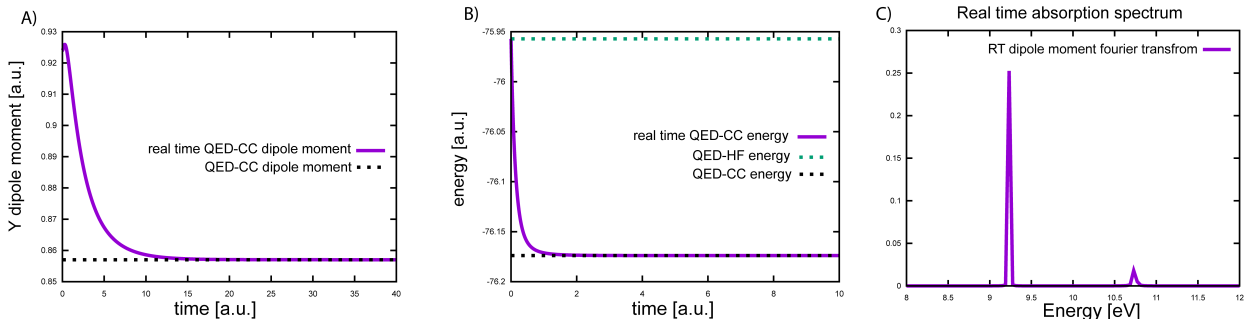 A)
0.93
0.92
0.91
0.9
0.89
0.88
0.87
0.86
0.85
Y dipole moment [a.u.]
real time QED-CC dipole moment
QED-CC dipole moment
0 5 10 15 20 25 30 35 40
time [a.u.]
B)
-75.95
-76
-76.05
-76.1
-76.15
-76.2
energy [a.u.]
real time QED-CC energy
QED-HF energy
QED-CC energy
0 2 4 6 8 10
time [a.u.]
C)
Real time absorption spectrum
0.3
0.25
0.2
0.15
0.1
0.05
0
RT dipole moment fourier transfrom
8 8.5 9 9.5 10 10.5 11 11.5 12
Energy [eV]